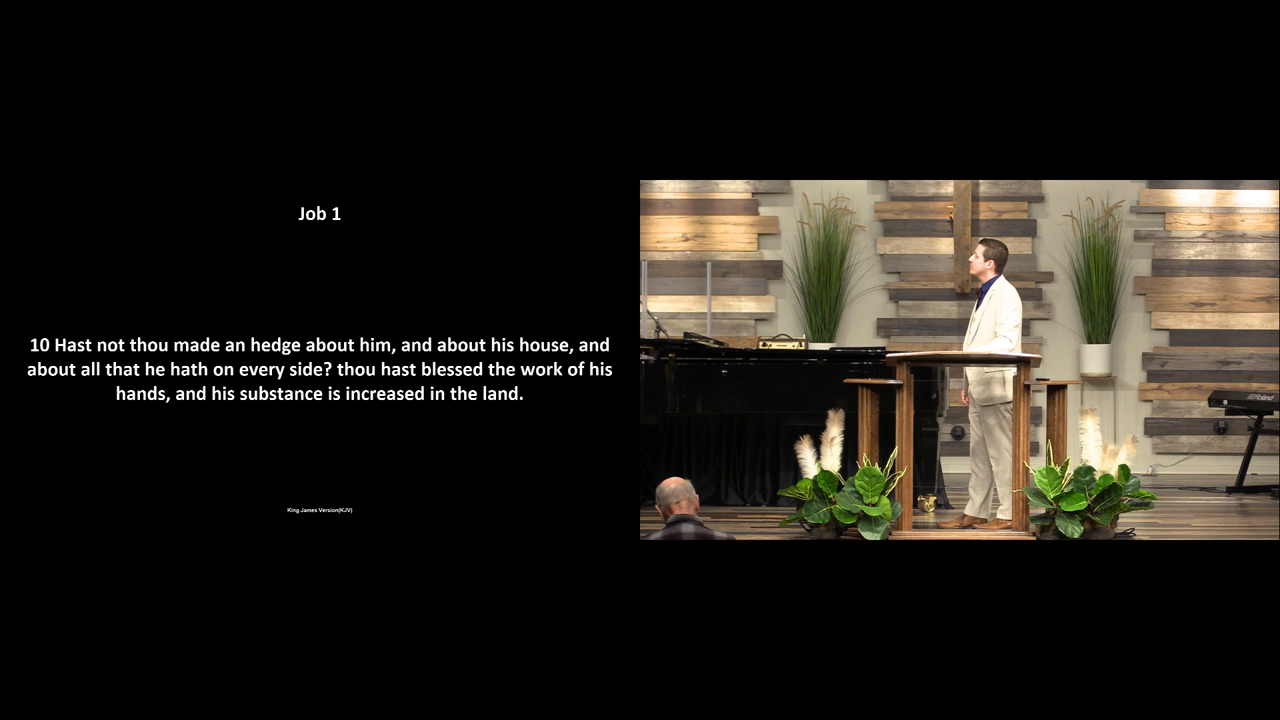 Job 1
10 Hast not thou made an hedge about him, and about his house, and
about all that he hath on every side? thou hast blessed the work of his
hands, and his substance is increased in the land.
King James Version(KJV)
Roland